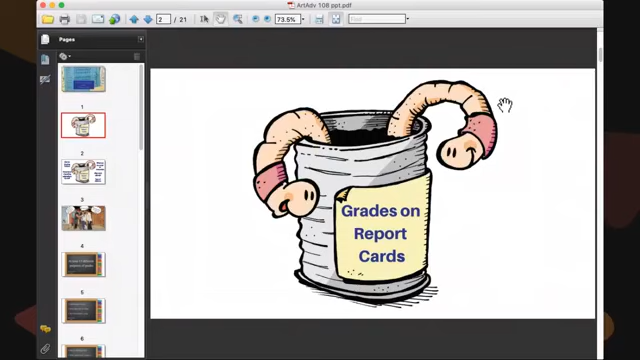 ArtAdv 108 ppt.pdf
2 / 21
73.5%
Find
Pages
1
2
3
4
5
6
Grades on
Report
Cards